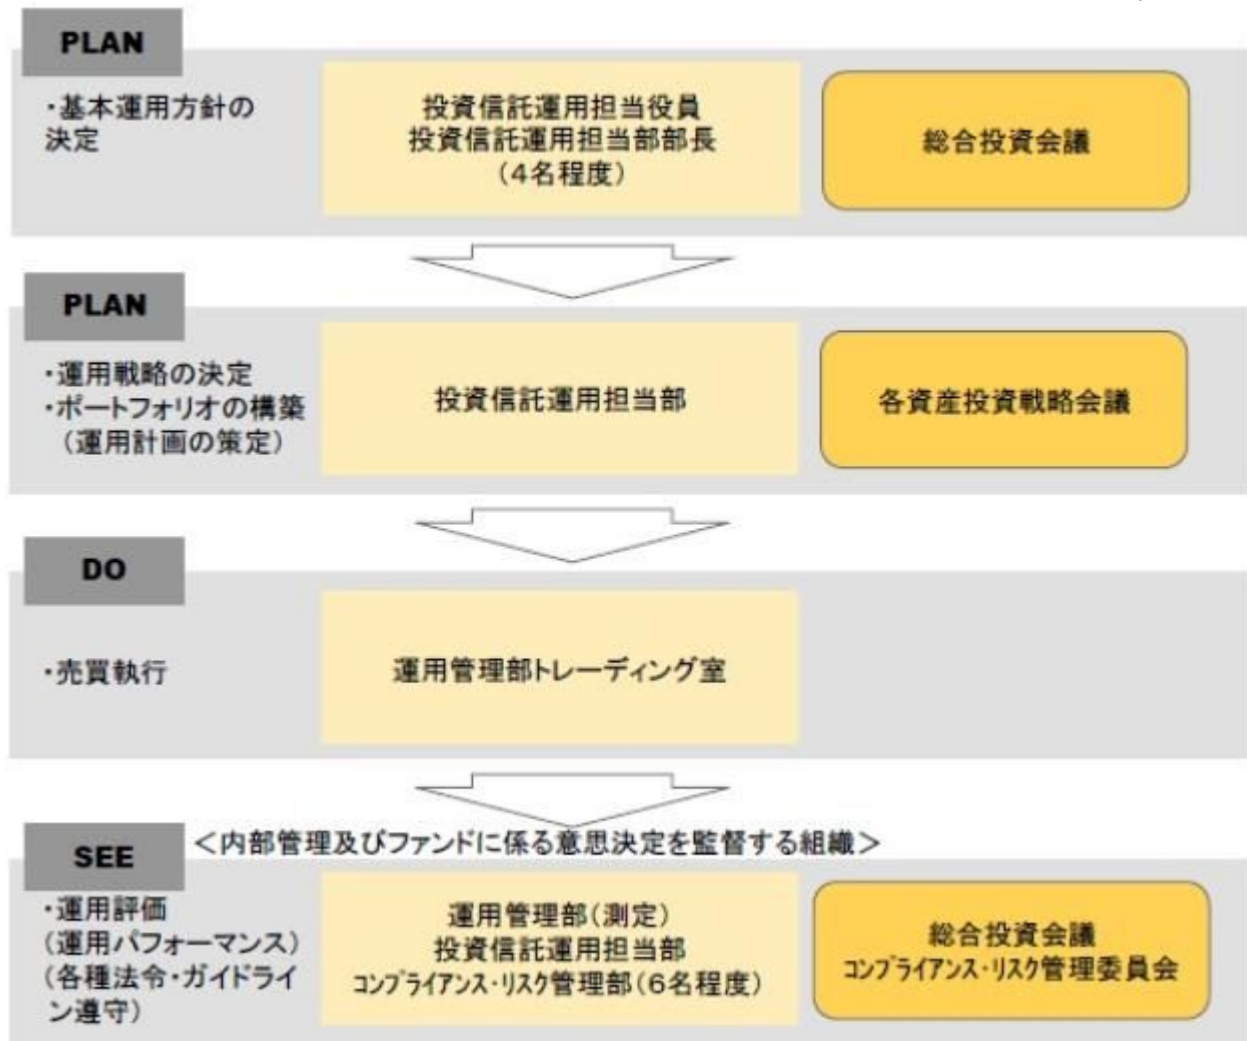 PLAN
・基本運用方針の
決定
投資信託運用担当役員
投資信託運用担当部部長
(4名程度)
総合投資会議
PLAN
・運用戦略の決定
・ポートフォリオの構築
(運用計画の策定)
投資信託運用担当部
各資産投資戦略会議
DO
・売買執行
運用管理部トレーディング室
SEE
＜内部管理及びファンドに係る意思決定を監督する組織＞
・運用評価
(運用パフォーマンス)
(各種法令・ガイドライ
ン遵守)
運用管理部(測定)
投資信託運用担当部
ｺﾝﾌﾟﾗｲｱﾝｽ・ﾘｽｸ管理部(6名程度)
総合投資会議
ｺﾝﾌﾟﾗｲｱﾝｽ・ﾘｽｸ管理委員会